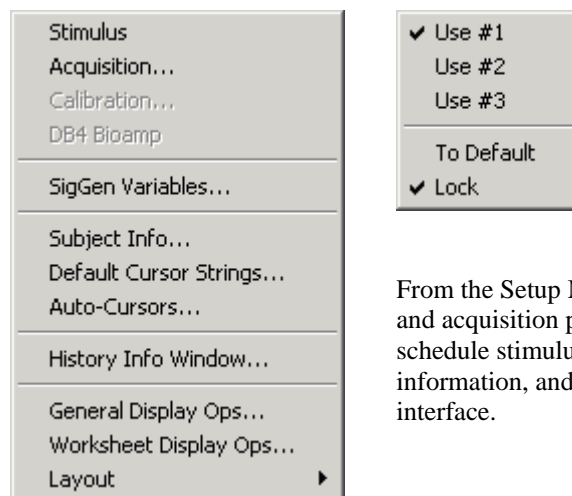 Stimulus
Acquisition...
Calibration...
DB4 Bioamp
SigGen Variables...
Subject Info...
Default Cursor Strings...
Auto-Cursors...
History Info Window...
General Display Ops...
Worksheet Display Ops...
Layout
Use #1
Use #2
Use #3
To Default
Lock
From the Setup
and acquisition
schedule
information, and
interface.